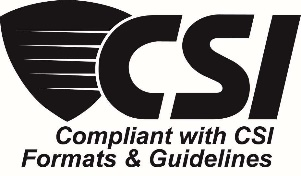 CSI
Compliant with CSI
Formats & Guidelines